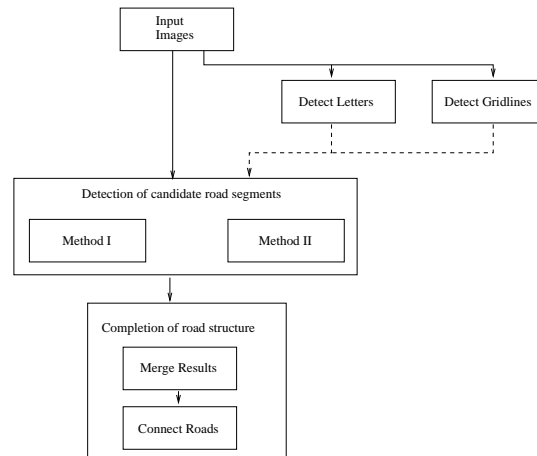 Input
Images
Detect Letters
Detect Gridlines
Detection of candidate road segments
Method I
Method II
Completion of road structure
Merge Results
Connect Roads